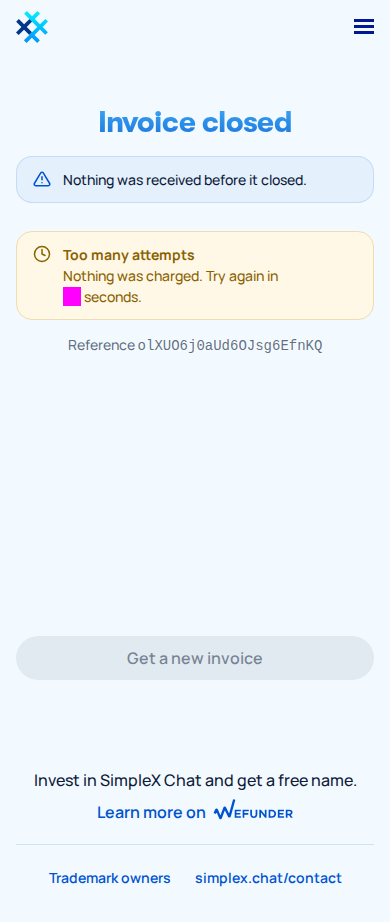 Invoice closed
Nothing was received before it closed.
Too many attempts
Nothing was charged. Try again in
seconds.
Reference olXUO6j0aUd6OJsg6EfnKQ
Get a new invoice
Invest in SimpleX Chat and get a free name.
Learn more on WEFUNDER
Trademark owners simplex.chat/contact